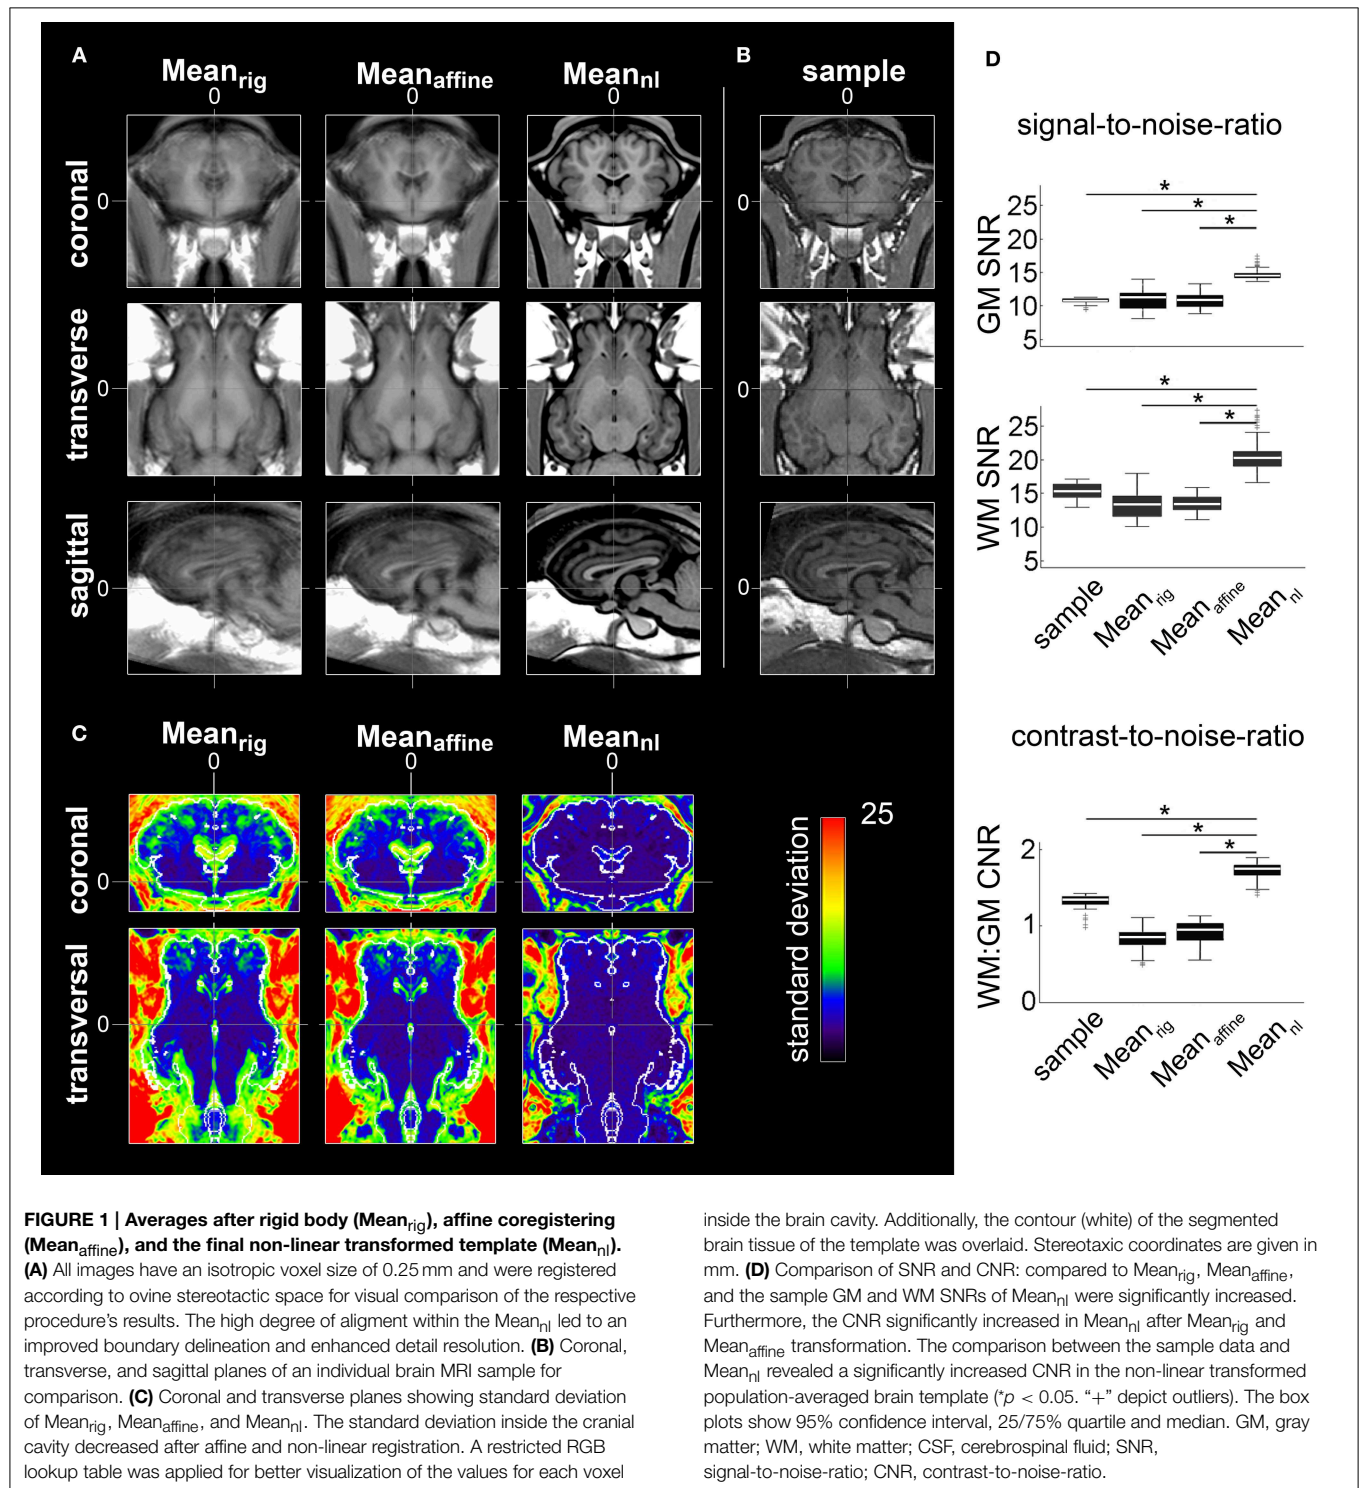 A
Mean_rig
Mean_affine
Mean_nl
B
sample
0
0
0
0
coronal
0
0
transverse
0
0
sagittal
0
0
C
Mean_rig
Mean_affine
Mean_nl
0
0
0
coronal
0
transversal
0
standard deviation
25
D
signal-to-noise-ratio
GM SNR
25
20
15
10
5
*
*
*
WM SNR
25
20
15
10
5
*
*
*
sample
Mean_rig
Mean_affine
Mean_nl
contrast-to-noise-ratio
WM:GM CNR
2
1
0
*
*
*
sample
Mean_rig
Mean_affine
Mean_nl
FIGURE 1 | Averages after rigid body (Mean_rig), affine coregistering
(Mean_affine), and the final non-linear transformed template (Mean_nl).
(A) All images have an isotropic voxel size of 0.25 mm and were registered
according to ovine stereotactic space for visual comparison of the respective
procedure's results. The high degree of aligment within the Mean_nl led to an
improved boundary delineation and enhanced detail resolution. (B) Coronal,
transverse, and sagittal planes of an individual brain MRI sample for
comparison. (C) Coronal and transverse planes showing standard deviation
of Mean_rig, Mean_affine, and Mean_nl. The standard deviation inside the cranial
cavity decreased after affine and non-linear registration. A restricted RGB
lookup table was applied for better visualization of the values for each voxel
inside the brain cavity. Additionally, the contour (white) of the segmented
brain tissue of the template was overlaid. Stereotaxic coordinates are given in
mm. (D) Comparison of SNR and CNR: compared to Mean_rig, Mean_affine,
and the sample GM and WM SNRs of Mean_nl were significantly increased.
Furthermore, the CNR significantly increased in Mean_nl after Mean_rig and
Mean_affine transformation. The comparison between the sample data and
Mean_nl revealed a significantly increased CNR in the non-linear transformed
population-averaged brain template (*p < 0.05. "+" depict outliers). The box
plots show 95% confidence interval, 25/75% quartile and median. GM, gray
matter; WM, white matter; CSF, cerebrospinal fluid; SNR,
signal-to-noise-ratio; CNR, contrast-to-noise-ratio.